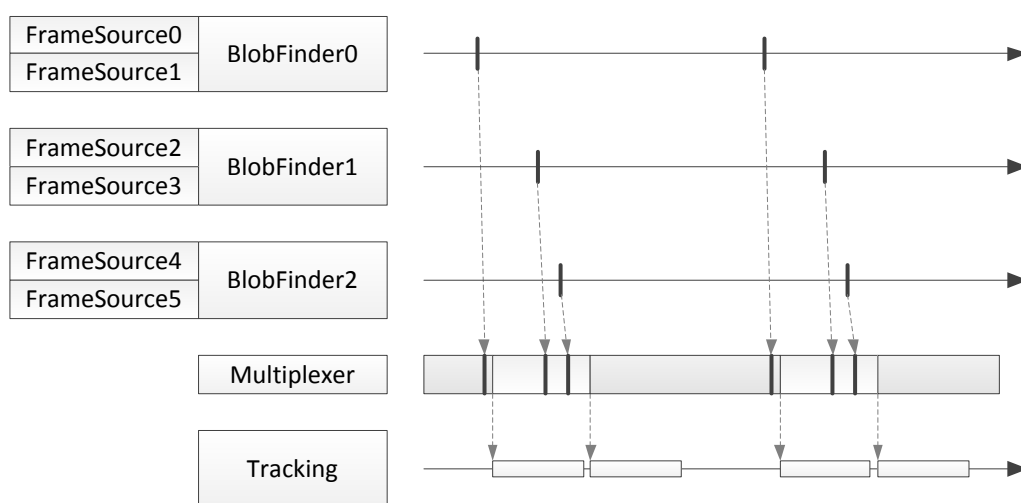 FrameSource0
FrameSource1
BlobFinder0
FrameSource2
FrameSource3
BlobFinder1
FrameSource4
FrameSource5
BlobFinder2
Multiplexer
Tracking